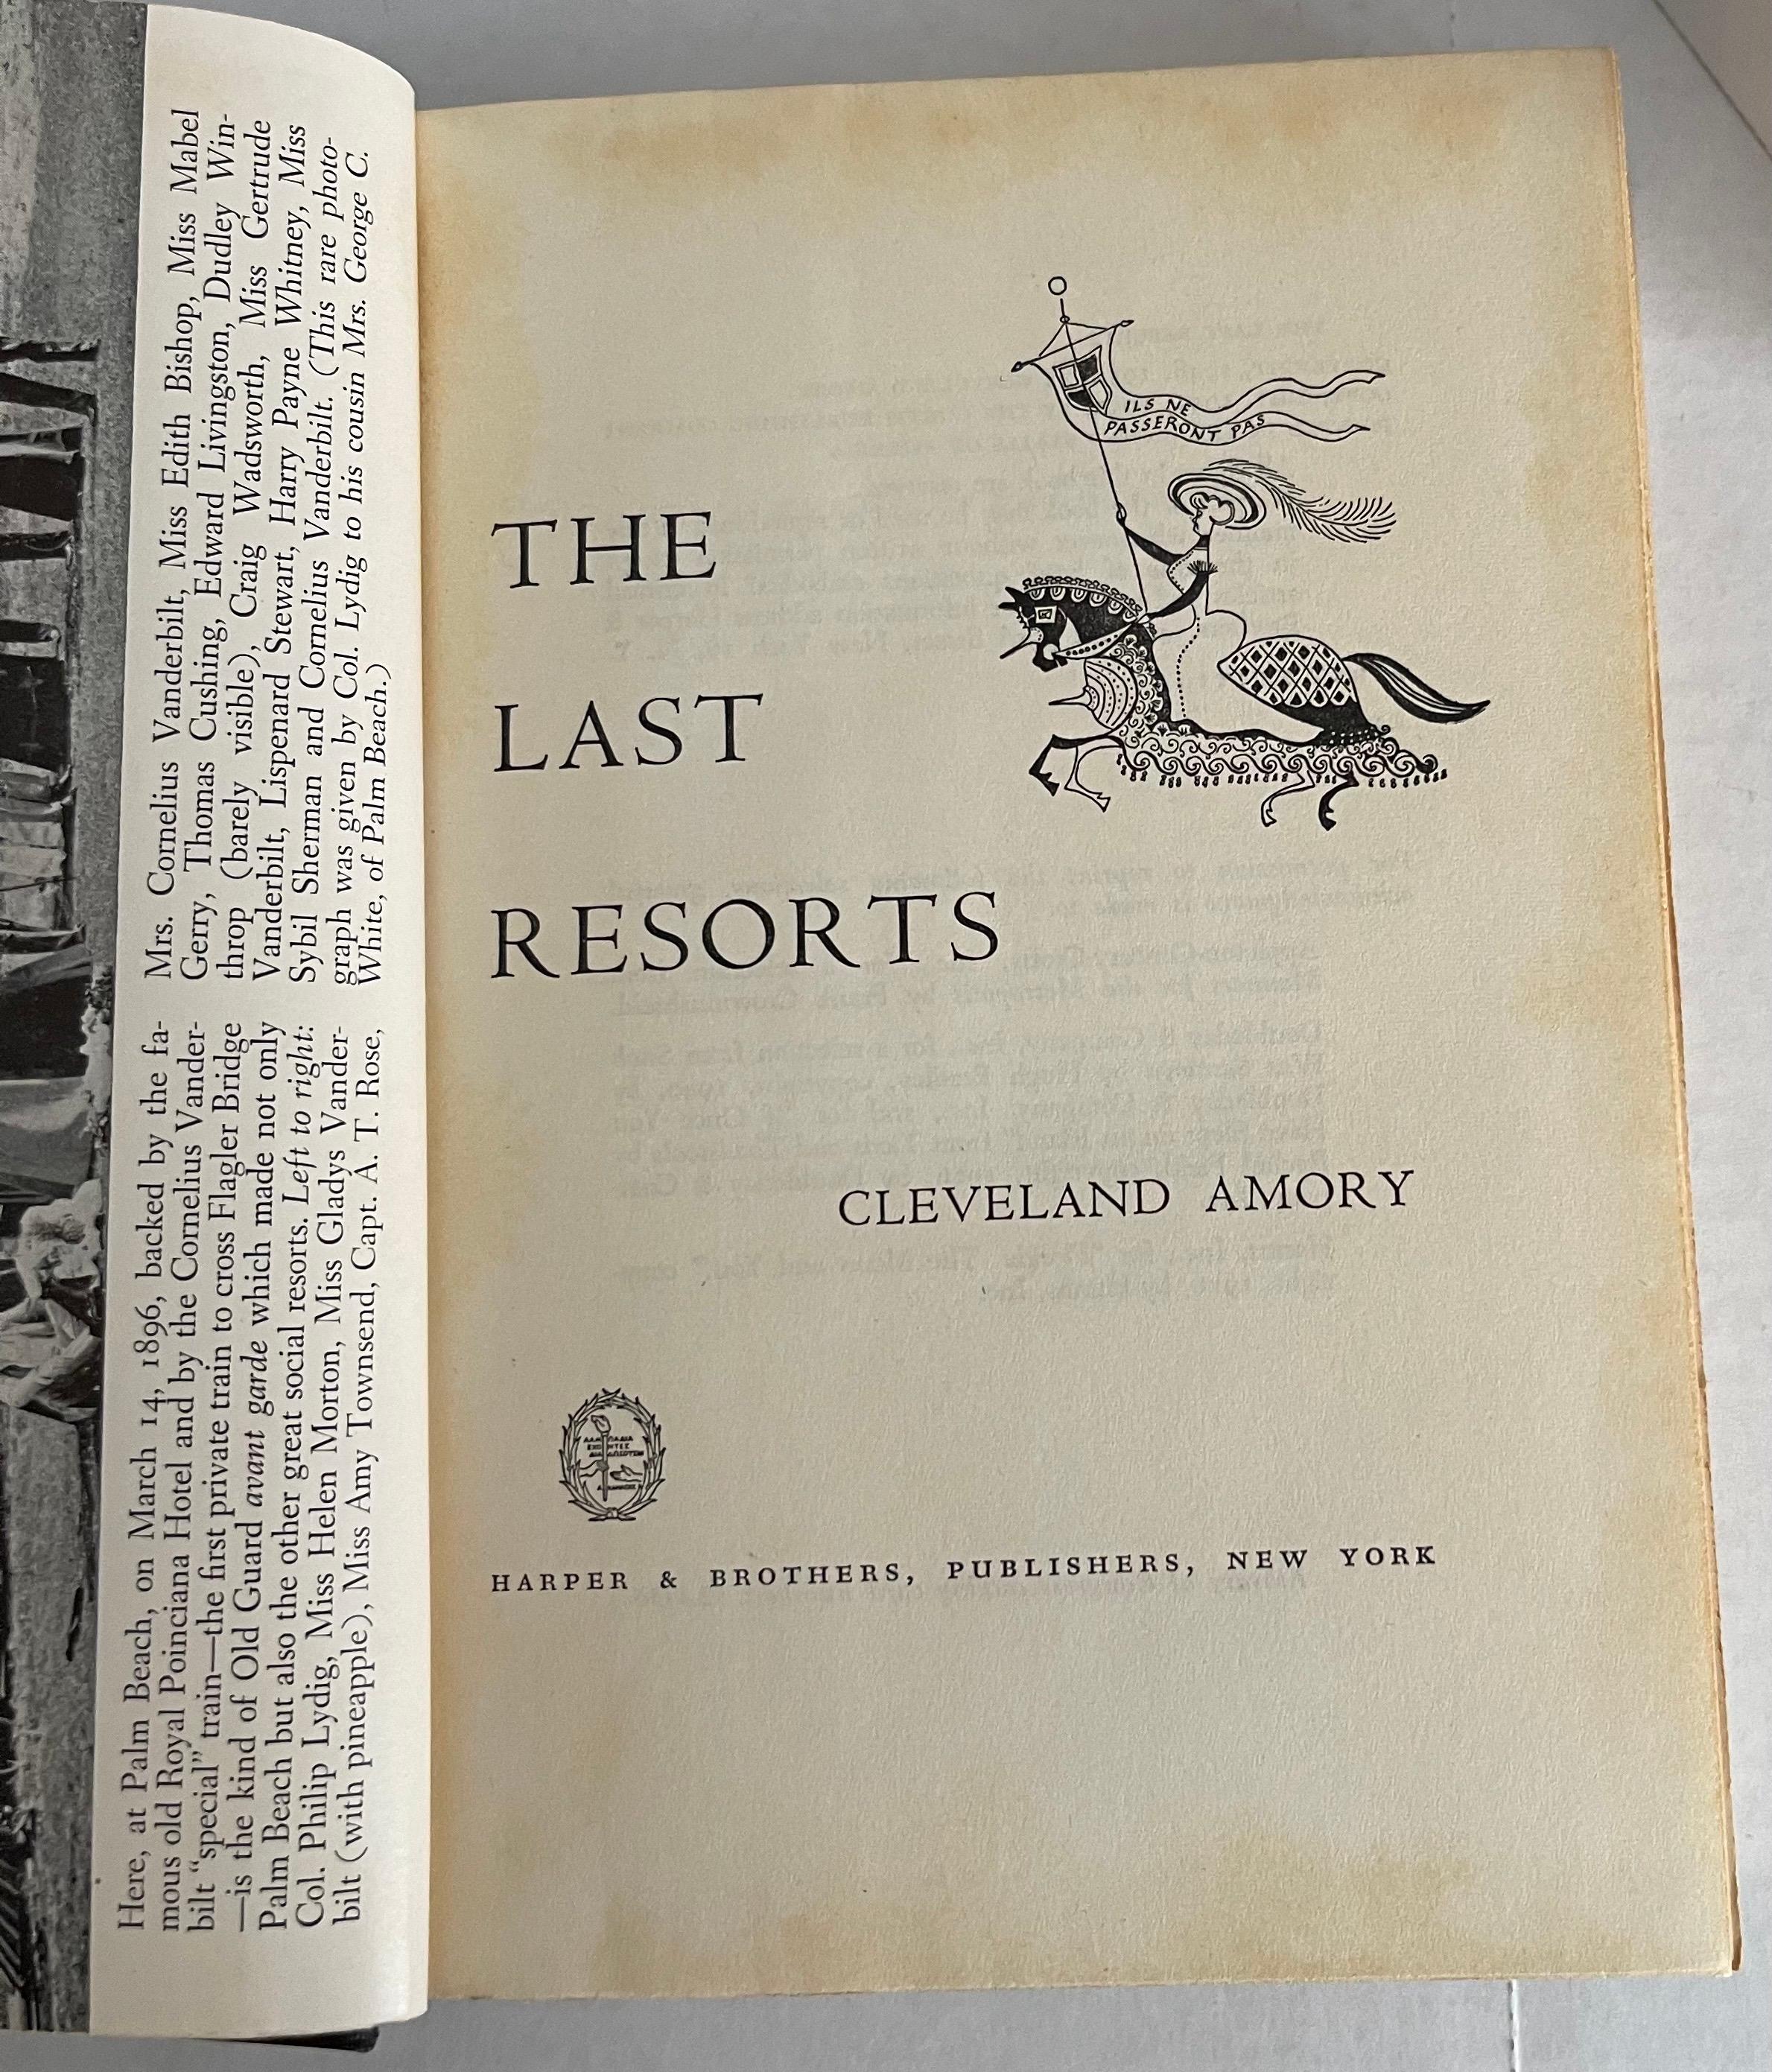 Here, at Palm Beach, on March 14, 1896, backed by the fa-
mous old Royal Poinciana Hotel and by the Cornelius Vander-
bilt “special” train—the first private train to cross Flagler Bridge
—is the kind of Old Guard avant garde which made not only
Palm Beach but also the other great social resorts. Left to right:
Col. Philip Lydig, Miss Helen Morton, Miss Gladys Vander-
bilt (with pineapple), Miss Amy Townsend, Capt. A. T. Rose,
Mrs. Cornelius Vanderbilt, Miss Edith Bishop, Miss Mabel
Gerry, Thomas Cushing, Edward Livingston, Dudley Win-
throp (barely visible), Craig Wadsworth, Miss Gertrude
Vanderbilt, Lispenard Stewart, Harry Payne Whitney, Miss
Sybil Sherman and Cornelius Vanderbilt. (This rare photo-
graph was given by Col. Lydig to his cousin Mrs. George C.
White, of Palm Beach.)
ILS NE
PASSERONT PAS
THE
LAST
RESORTS
CLEVELAND AMORY
HARPER & BROTHERS, PUBLISHERS, NEW YORK